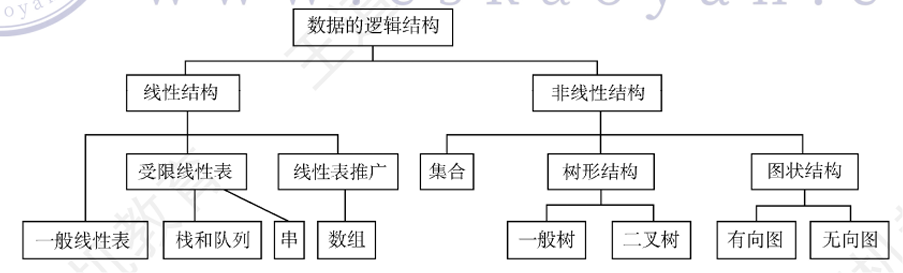 数据的逻辑结构
线性结构
非线性结构
受限线性表
线性表推广
集合
树形结构
图状结构
一般线性表
栈和队列
串
数组
一般树
二叉树
有向图
无向图